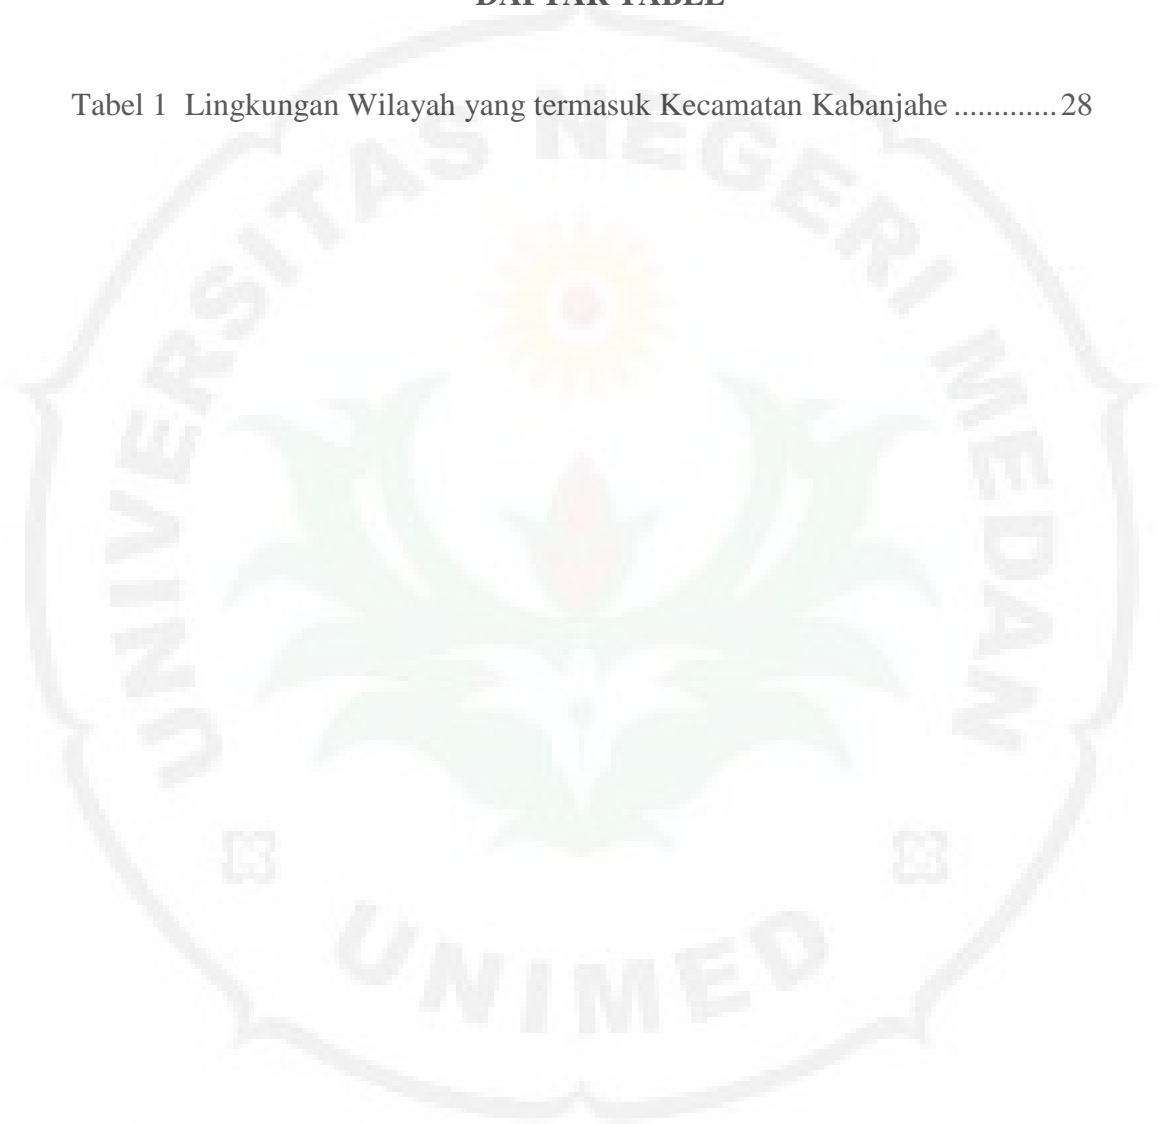 DAFTAR TABEL
Tabel 1 Lingkungan Wilayah yang termasuk Kecamatan Kabanjahe .............28
UNIVERSITAS NEGERI MEDAN
UNIMED